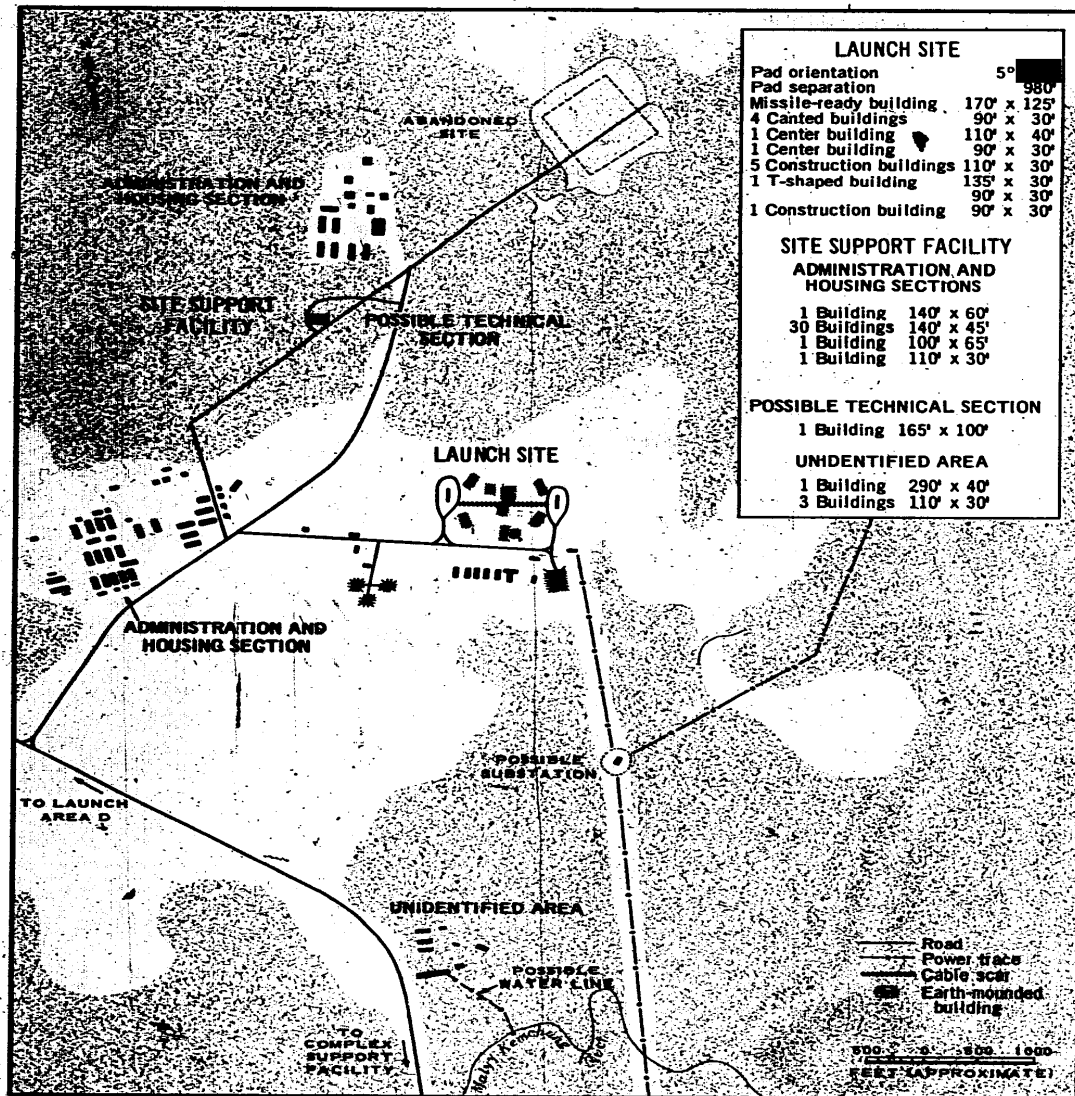 LAUNCH SITE
Pad orientation 5°
Pad separation 980'
Missile-ready building 170' x 125'
4 Canted buildings 90' x 30'
1 Center building 110' x 40'
1 Center building 90' x 30'
5 Construction buildings 110' x 30'
1 T-shaped building 135' x 30'
90' x 30'
1 Construction building 90' x 30'
SITE SUPPORT FACILITY
ADMINISTRATION AND
HOUSING SECTIONS
1 Building 140' x 60'
30 Buildings 140' x 45'
1 Building 100' x 65'
1 Building 110' x 30'
POSSIBLE TECHNICAL SECTION
1 Building 165' x 100'
UNIDENTIFIED AREA
1 Building 290' x 40'
3 Buildings 110' x 30'
ABANDONED
SITE
ADMINISTRATION AND
HOUSING SECTION
SITE SUPPORT
FACILITY
POSSIBLE TECHNICAL
SECTION
LAUNCH SITE
ADMINISTRATION AND
HOUSING SECTION
POSSIBLE
SUBSTATION
TO LAUNCH
AREA D
UNIDENTIFIED AREA
POSSIBLE
WATER LINE
TO
COMPLEX
SUPPORT
FACILITY
Malyy Kemchug
Road
Power trace
Cable scar
Earth-mounded
building
500 0 500 1000
FEET (APPROXIMATE)